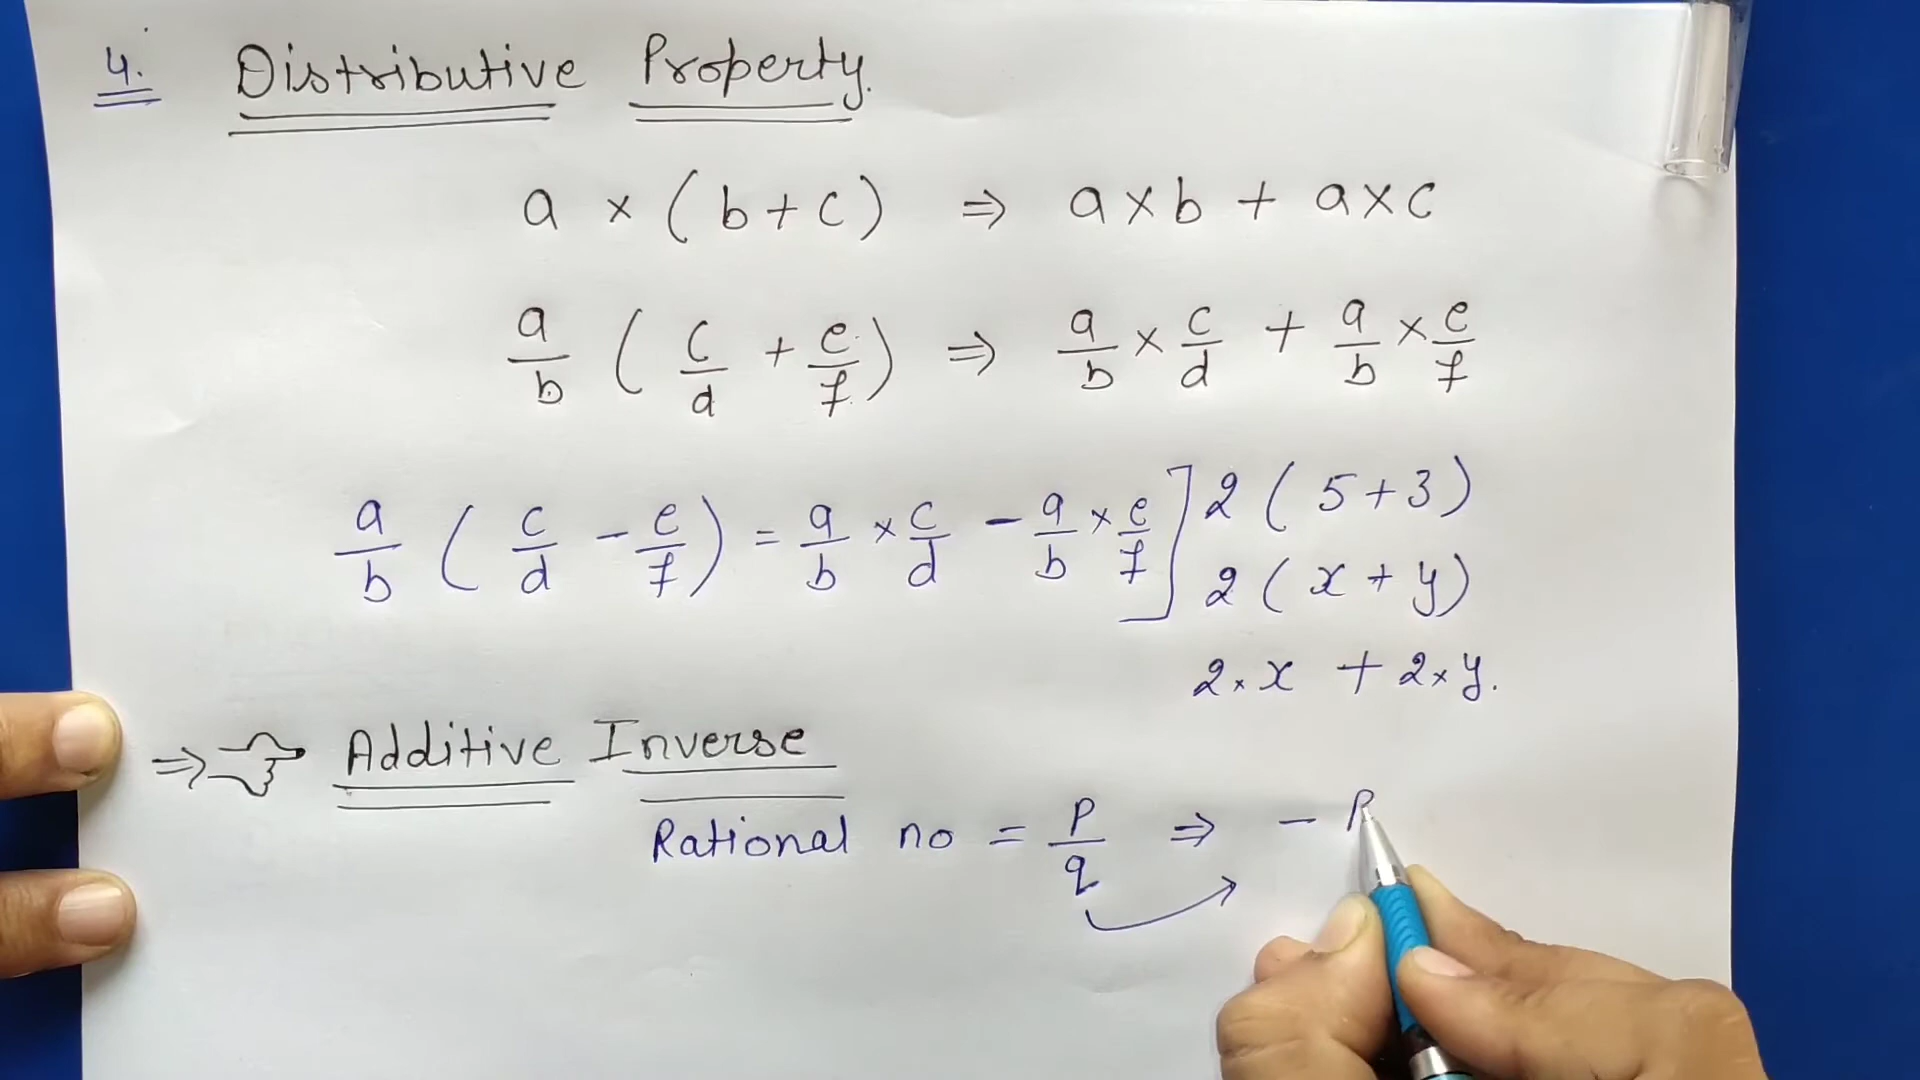 4. Distributive Property.
a × (b+c) ⇒ a×b + a×c
a/b (c/d + e/f) ⇒ a/b × c/d + a/b × e/f
a/b (c/d - e/f) = a/b × c/d - a/b × e/f ]
2(5+3)
2(x+y)
2×x + 2×y.
⇒ 👉 Additive Inverse
Rational no = p/q ⇒ - p